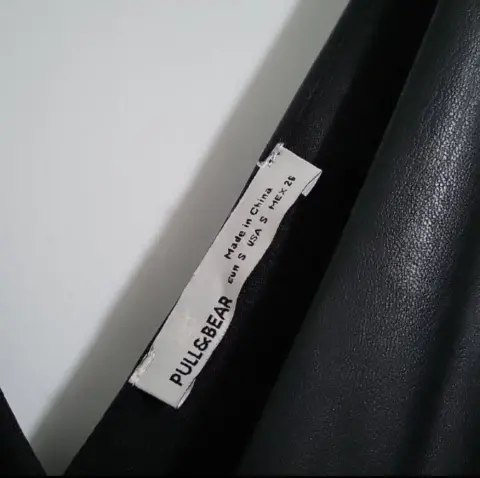 PULL&BEAR
Made in China
EUR S USA S MEX 26